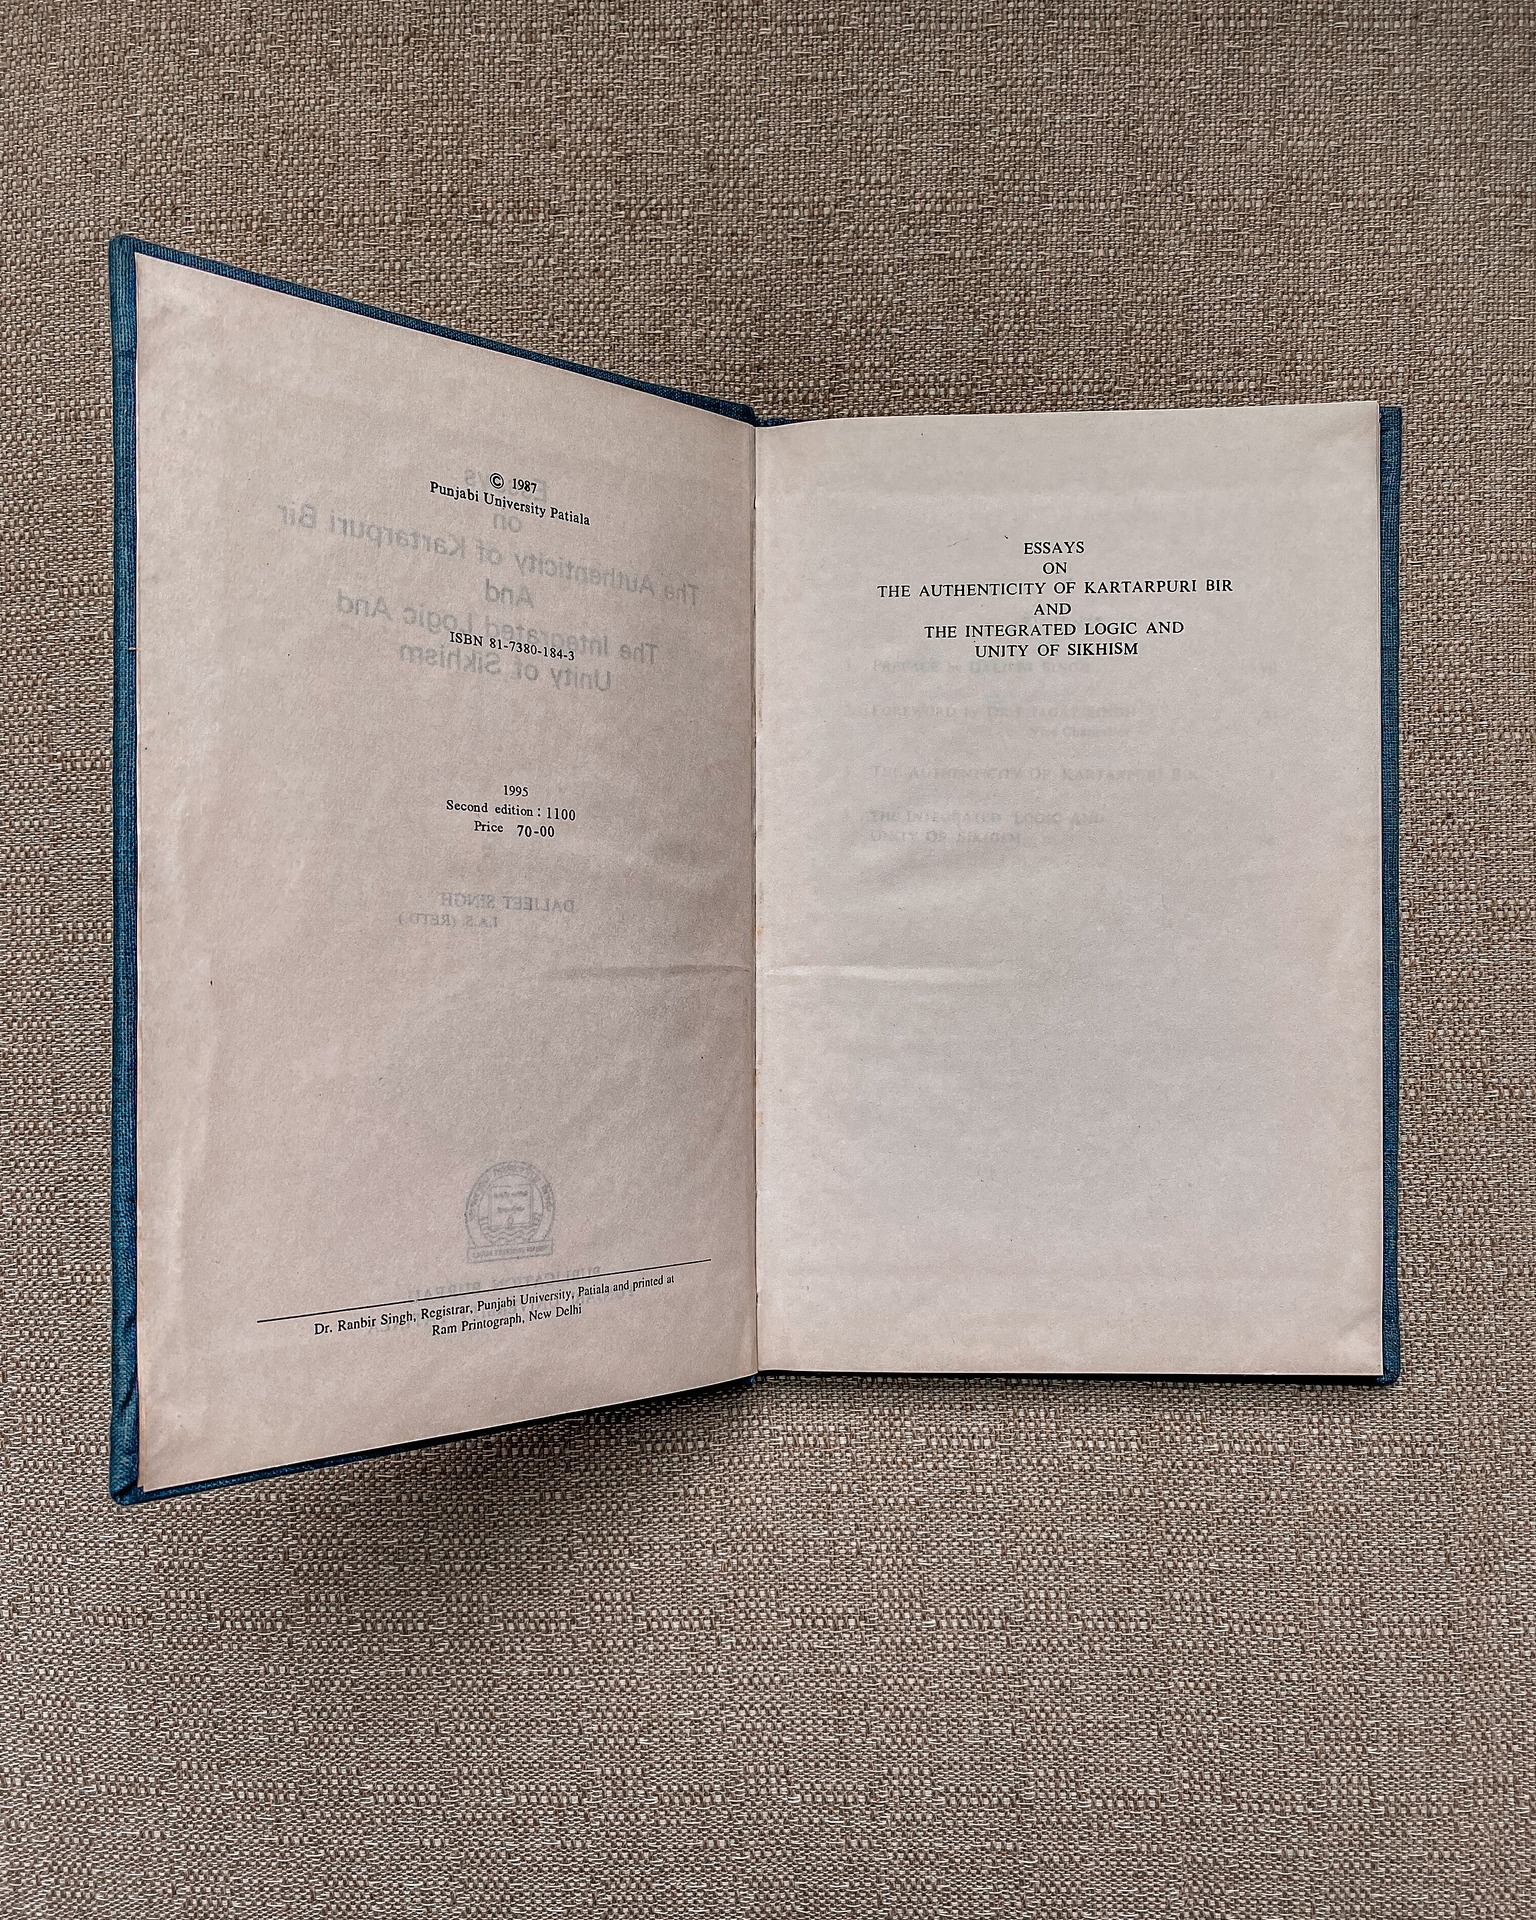 © 1987
Punjabi University Patiala
ISBN 81-7380-184-3
1995
Second edition : 1100
Price 70-00
Dr. Ranbir Singh, Registrar, Punjabi University, Patiala and printed at
Ram Printograph, New Delhi
ESSAYS
ON
THE AUTHENTICITY OF KARTARPURI BIR
AND
THE INTEGRATED LOGIC AND
UNITY OF SIKHISM